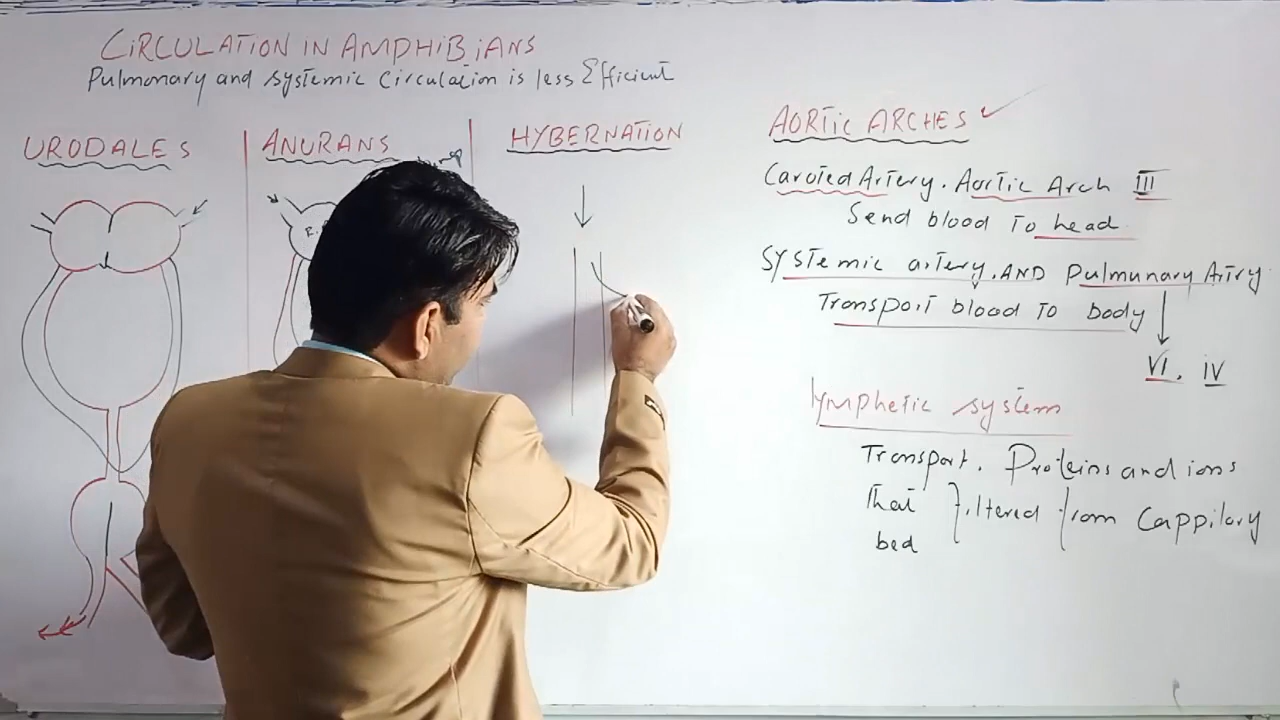 CIRCULATION IN AMPHIBIANS
Pulmonary and Systemic Circulation is less Efficient
URODALES
ANURANS
HYBERNATION
AORTIC ARCHES
Caroted Artery. Aortic Arch III
Send blood To head
Systemic artery. AND Pulmunary Artry
Transport blood To body
VI, IV
lymphetic system
Transport. Proteins and ions
That filtered from Cappilary
bed